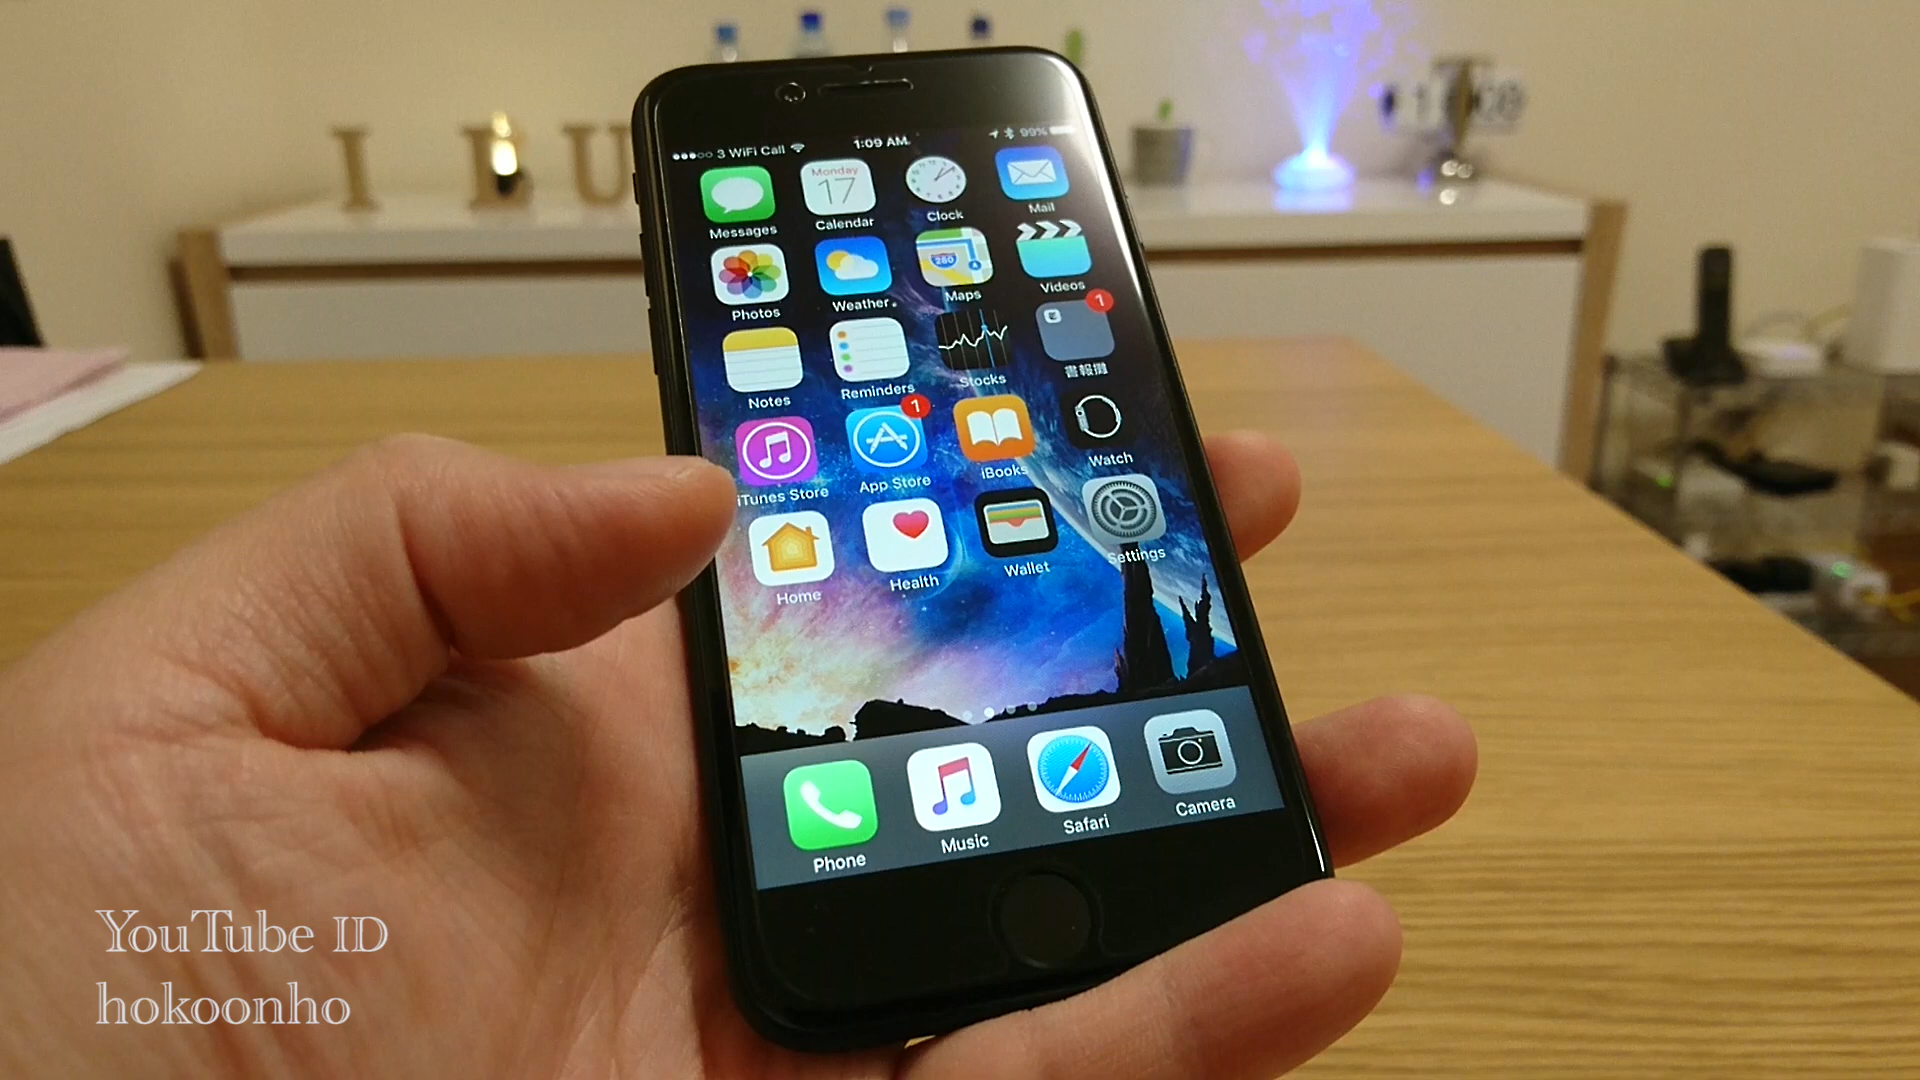 I E U
3 WiFi Call 1:09 AM 99%
Monday
17
Messages Calendar Clock Mail
280
Photos Weather Maps Videos
1
Notes Reminders Stocks 書報攤
1
iTunes Store App Store iBooks Watch
Home Health Wallet Settings
Phone Music Safari Camera
YouTube ID
hokoonho